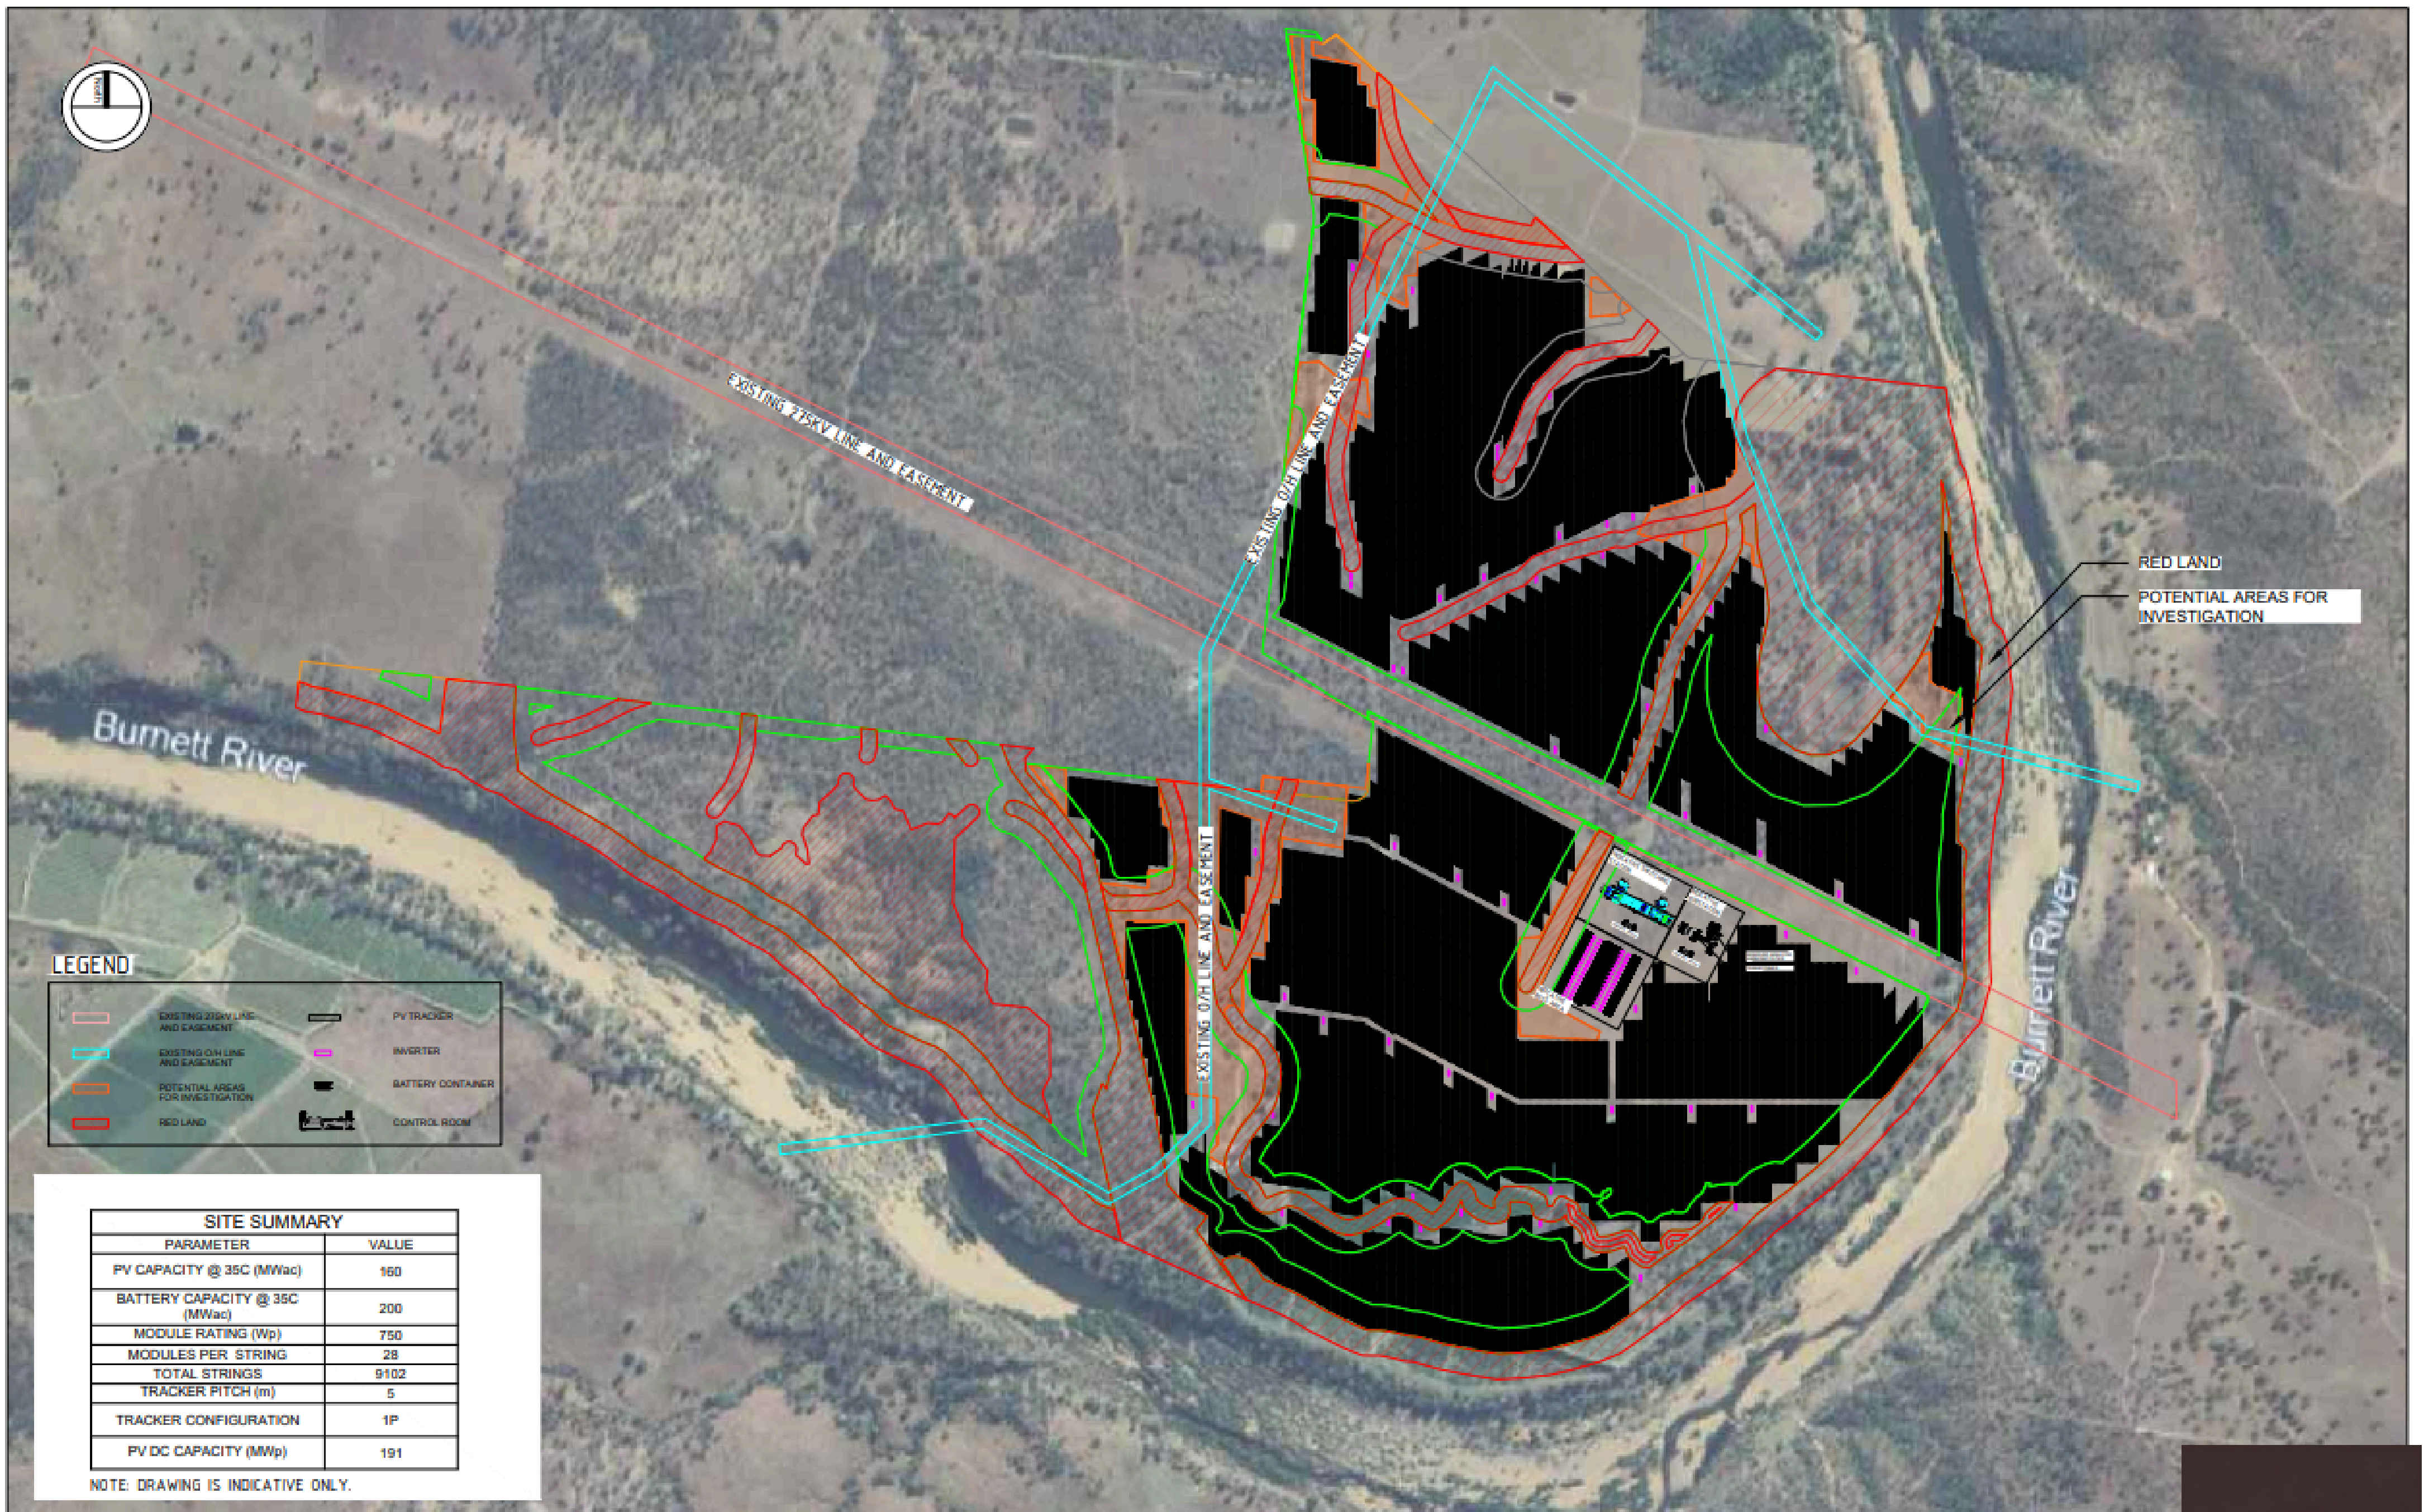 North
EXISTING 275KV LINE AND EASEMENT
EXISTING O/H LINE AND EASEMENT
RED LAND
POTENTIAL AREAS FOR
INVESTIGATION
Burnett River
EXISTING O/H LINE AND EASEMENT
Burnett River
LEGEND
EXISTING 275kV LINE
AND EASEMENT
PV TRACKER
EXISTING O/H LINE
AND EASEMENT
INVERTER
POTENTIAL AREAS
FOR INVESTIGATION
BATTERY CONTAINER
RED LAND
CONTROL ROOM
SITE SUMMARY
PARAMETER VALUE
PV CAPACITY @ 35C (MWac) 160
BATTERY CAPACITY @ 35C
(MWac) 200
MODULE RATING (Wp) 750
MODULES PER STRING 28
TOTAL STRINGS 9102
TRACKER PITCH (m) 5
TRACKER CONFIGURATION 1P
PV DC CAPACITY (MWp) 191
NOTE: DRAWING IS INDICATIVE ONLY.